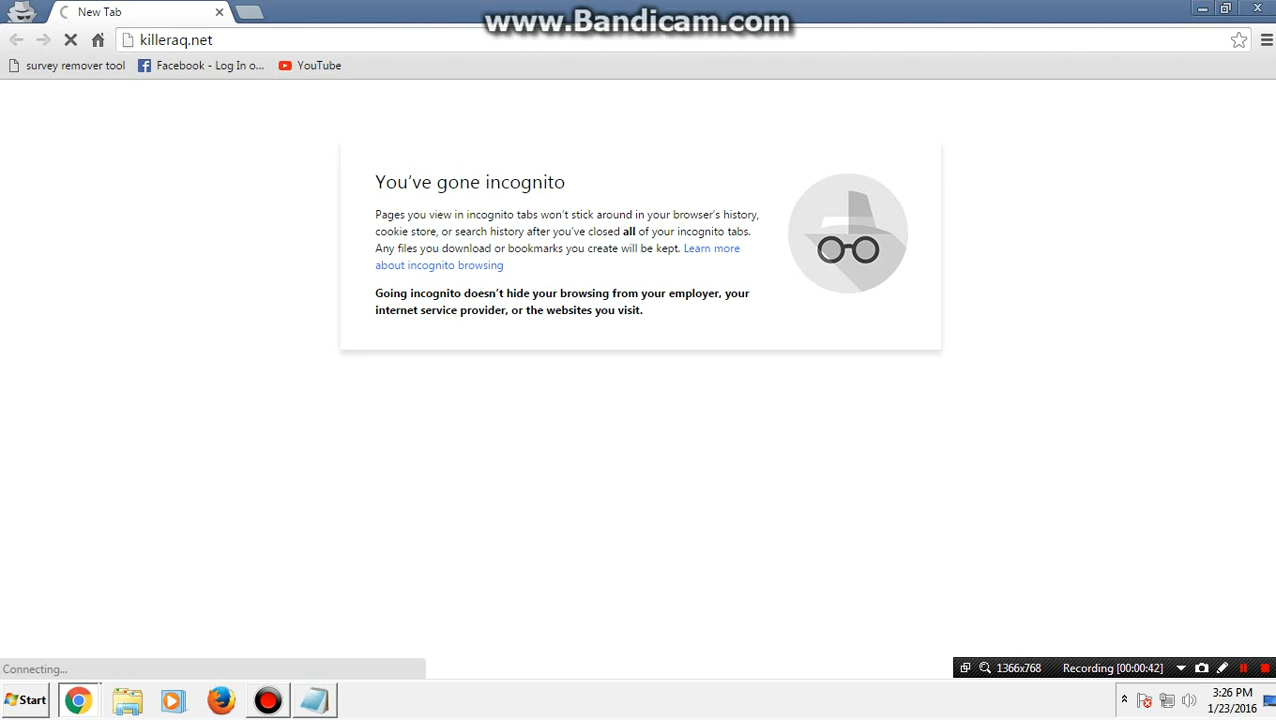 www.Bandicam.com
New Tab
killeraq.net
survey remover tool
Facebook - Log In o...
YouTube
You've gone incognito
Pages you view in incognito tabs won't stick around in your browser's history,
cookie store, or search history after you've closed all of your incognito tabs.
Any files you download or bookmarks you create will be kept. Learn more
about incognito browsing
Going incognito doesn't hide your browsing from your employer, your
internet service provider, or the websites you visit.
Connecting...
1366x768
Recording [00:00:42]
Start
3:26 PM
1/23/2016